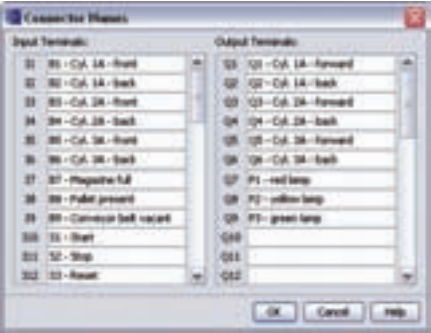 Connector Names
Input Terminals:
I1 B1 - Cyl. 1A - front
I2 B2 - Cyl. 1A - back
I3 B3 - Cyl. 2A - front
I4 B4 - Cyl. 2A - back
I5 B5 - Cyl. 3A - front
I6 B6 - Cyl. 3A - back
I7 B7 - Magazine full
I8 B8 - Pallet present
I9 B9 - Conveyor belt vacant
I10 S1 - Start
I11 S2 - Stop
I12 S3 - Reset
Output Terminals:
Q1 Q1 - Cyl. 1A - forward
Q2 Q2 - Cyl. 1A - back
Q3 Q3 - Cyl. 2A - forward
Q4 Q4 - Cyl. 2A - back
Q5 Q5 - Cyl. 3A - forward
Q6 Q6 - Cyl. 3A - back
Q7 P1 - red lamp
Q8 P2 - yellow lamp
Q9 P3 - green lamp
Q10
Q11
Q12
OK Cancel Help